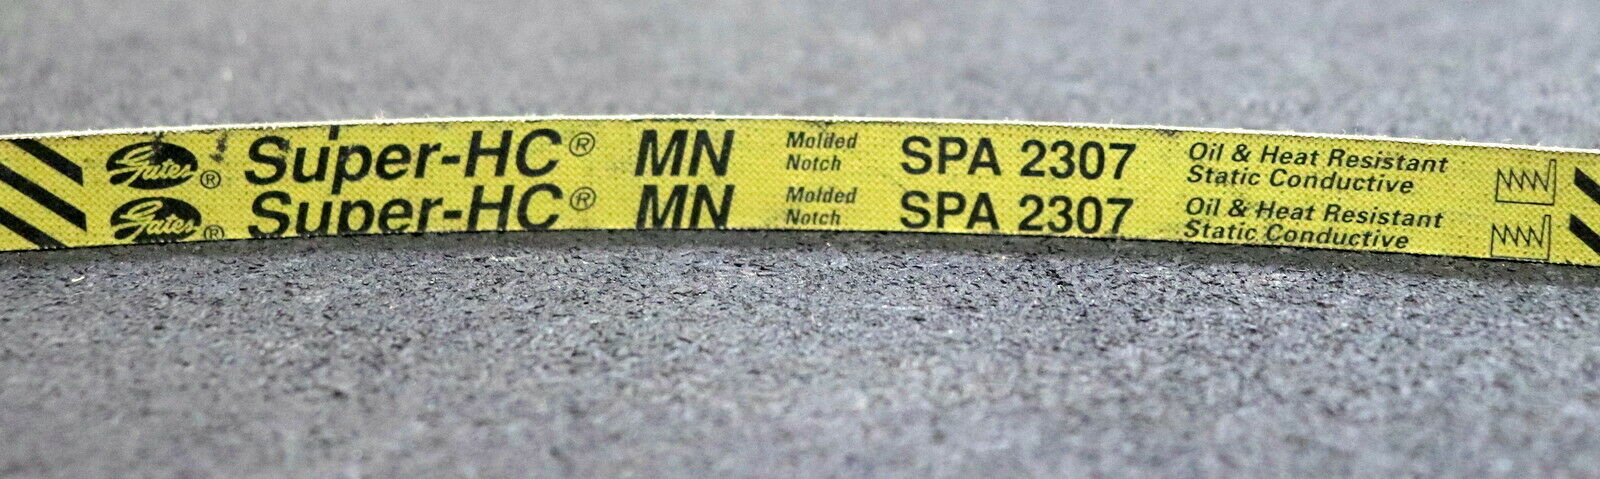 Gates® Super-HC® MN Molded Notch SPA 2307 Oil & Heat Resistant Static Conductive
Gates® Super-HC® MN Molded Notch SPA 2307 Oil & Heat Resistant Static Conductive